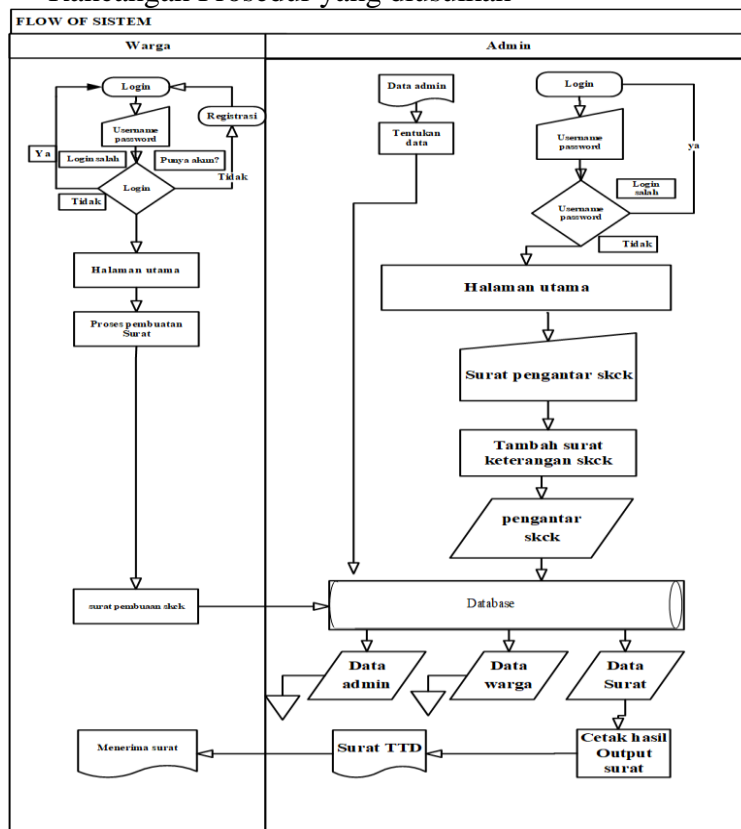 Rancangan Prosedur yang diusulkan
FLOW OF SISTEM
Warga
Admin
Login
Registrasi
Username
password
Ya
Login salah
Punya akun?
Tidak
Login
Tidak
Halaman utama
Proses pembuatan
Surat
surat pembuaan skck
Menerima surat
Data admin
Tentukan
data
Login
Username
password
ya
Login
salah
Username
password
Tidak
Halaman utama
Surat pengantar skck
Tambah surat
keterangan skck
pengantar
skck
Database
Data
admin
Data
warga
Data
Surat
Surat TTD
Cetak hasil
Output
surat